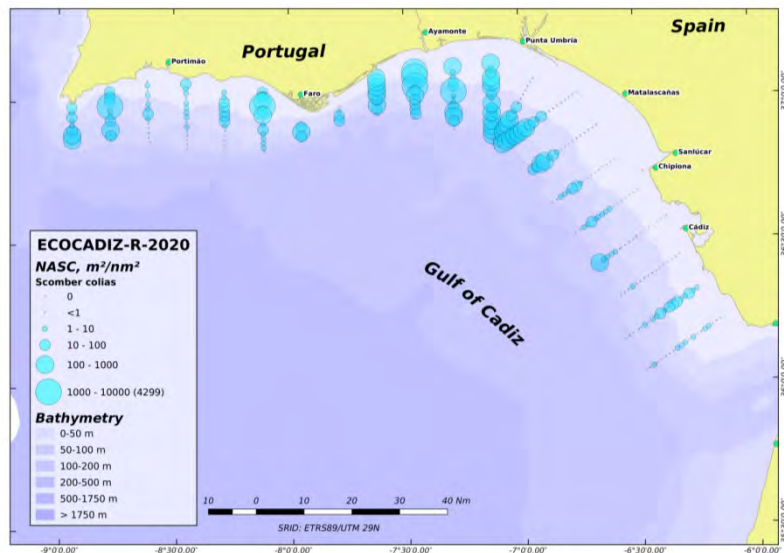 Spain
Portugal
Ayamonte
Punta Umbría
Portimão
Faro
Matalascañas
Sanlúcar
Chipiona
Cádiz
Gulf of Cadiz
ECOCADIZ-R-2020
NASC, m²/nm²
Scomber colias
0
<1
1 - 10
10 - 100
100 - 1000
1000 - 10000 (4299)
Bathymetry
0-50 m
50-100 m
100-200 m
200-500 m
500-1750 m
> 1750 m
10 0 10 20 30 40 Nm
SRID: ETRS89/UTM 29N
-9°0'0.00" -8°30'0.00" -8°0'0.00" -7°30'0.00" -7°0'0.00" -6°30'0.00" -6°0'0.00"